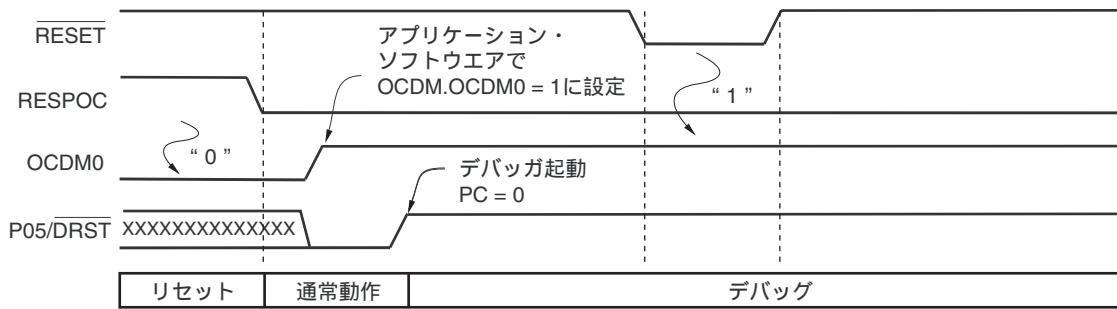 RESET
アプリケーション・
ソフトウエアで
OCDM.OCDM0 = 1に設定
RESPOC
“ 1 ”
“ 0 ”
OCDM0
デバッガ起動
PC = 0
P05/DRST
XXXXXXXXXXXXXX
リセット
通常動作
デバッグ